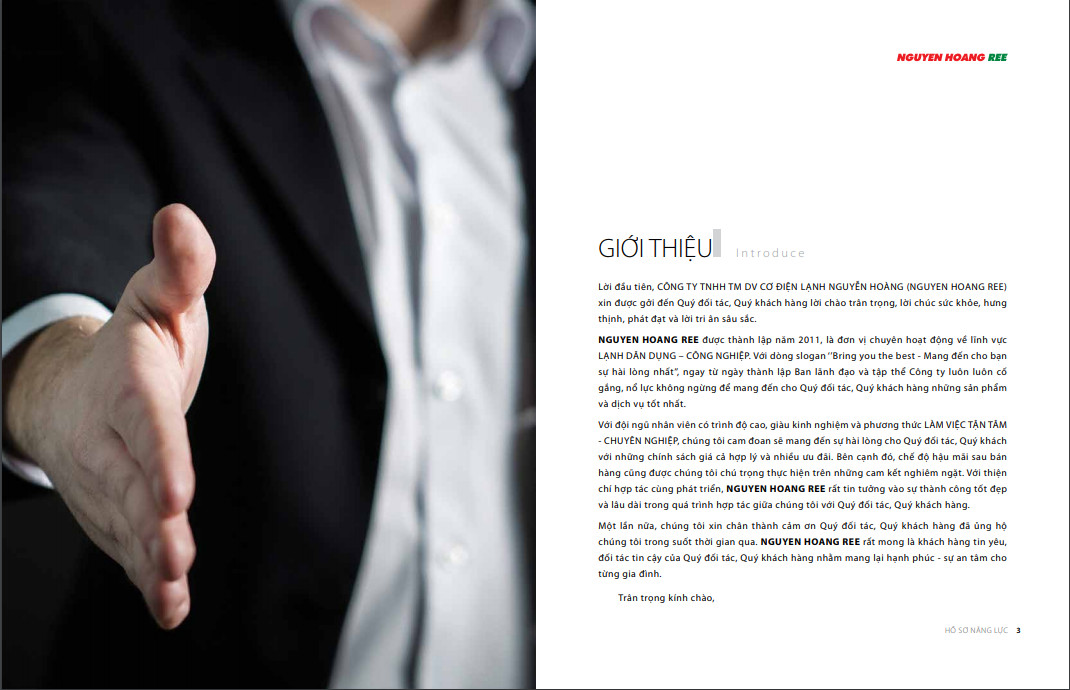 NGUYEN HOANG REE
GIỚI THIỆU Introduce
Lời đầu tiên, CÔNG TY TNHH TM DV CƠ ĐIỆN LẠNH NGUYỄN HOÀNG (NGUYEN HOANG REE)
xin được gởi đến Quý đối tác, Quý khách hàng lời chào trân trọng, lời chúc sức khỏe, hưng
thịnh, phát đạt và lời tri ân sâu sắc.
NGUYEN HOANG REE được thành lập năm 2011, là đơn vị chuyên hoạt động về lĩnh vực
LẠNH DÂN DỤNG – CÔNG NGHIỆP. Với dòng slogan ‘’Bring you the best - Mang đến cho bạn
sự hài lòng nhất”, ngay từ ngày thành lập Ban lãnh đạo và tập thể Công ty luôn luôn cố
gắng, nổ lực không ngừng để mang đến cho Quý đối tác, Quý khách hàng những sản phẩm
và dịch vụ tốt nhất.
Với đội ngũ nhân viên có trình độ cao, giàu kinh nghiệm và phương thức LÀM VIỆC TẬN TÂM
- CHUYÊN NGHIỆP, chúng tôi cam đoan sẽ mang đến sự hài lòng cho Quý đối tác, Quý khách
với những chính sách giá cả hợp lý và nhiều ưu đãi. Bên cạnh đó, chế độ hậu mãi sau bán
hàng cũng được chúng tôi chú trọng thực hiện trên những cam kết nghiêm ngặt. Với thiện
chí hợp tác cùng phát triển, NGUYEN HOANG REE rất tin tưởng vào sự thành công tốt đẹp
và lâu dài trong quá trình hợp tác giữa chúng tôi với Quý đối tác, Quý khách hàng.
Một lần nữa, chúng tôi xin chân thành cảm ơn Quý đối tác, Quý khách hàng đã ủng hộ
chúng tôi trong suốt thời gian qua. NGUYEN HOANG REE rất mong là khách hàng tin yêu,
đối tác tin cậy của Quý đối tác, Quý khách hàng nhằm mang lại hạnh phúc - sự an tâm cho
từng gia đình.
Trân trọng kính chào,
HỒ SƠ NĂNG LỰC 3